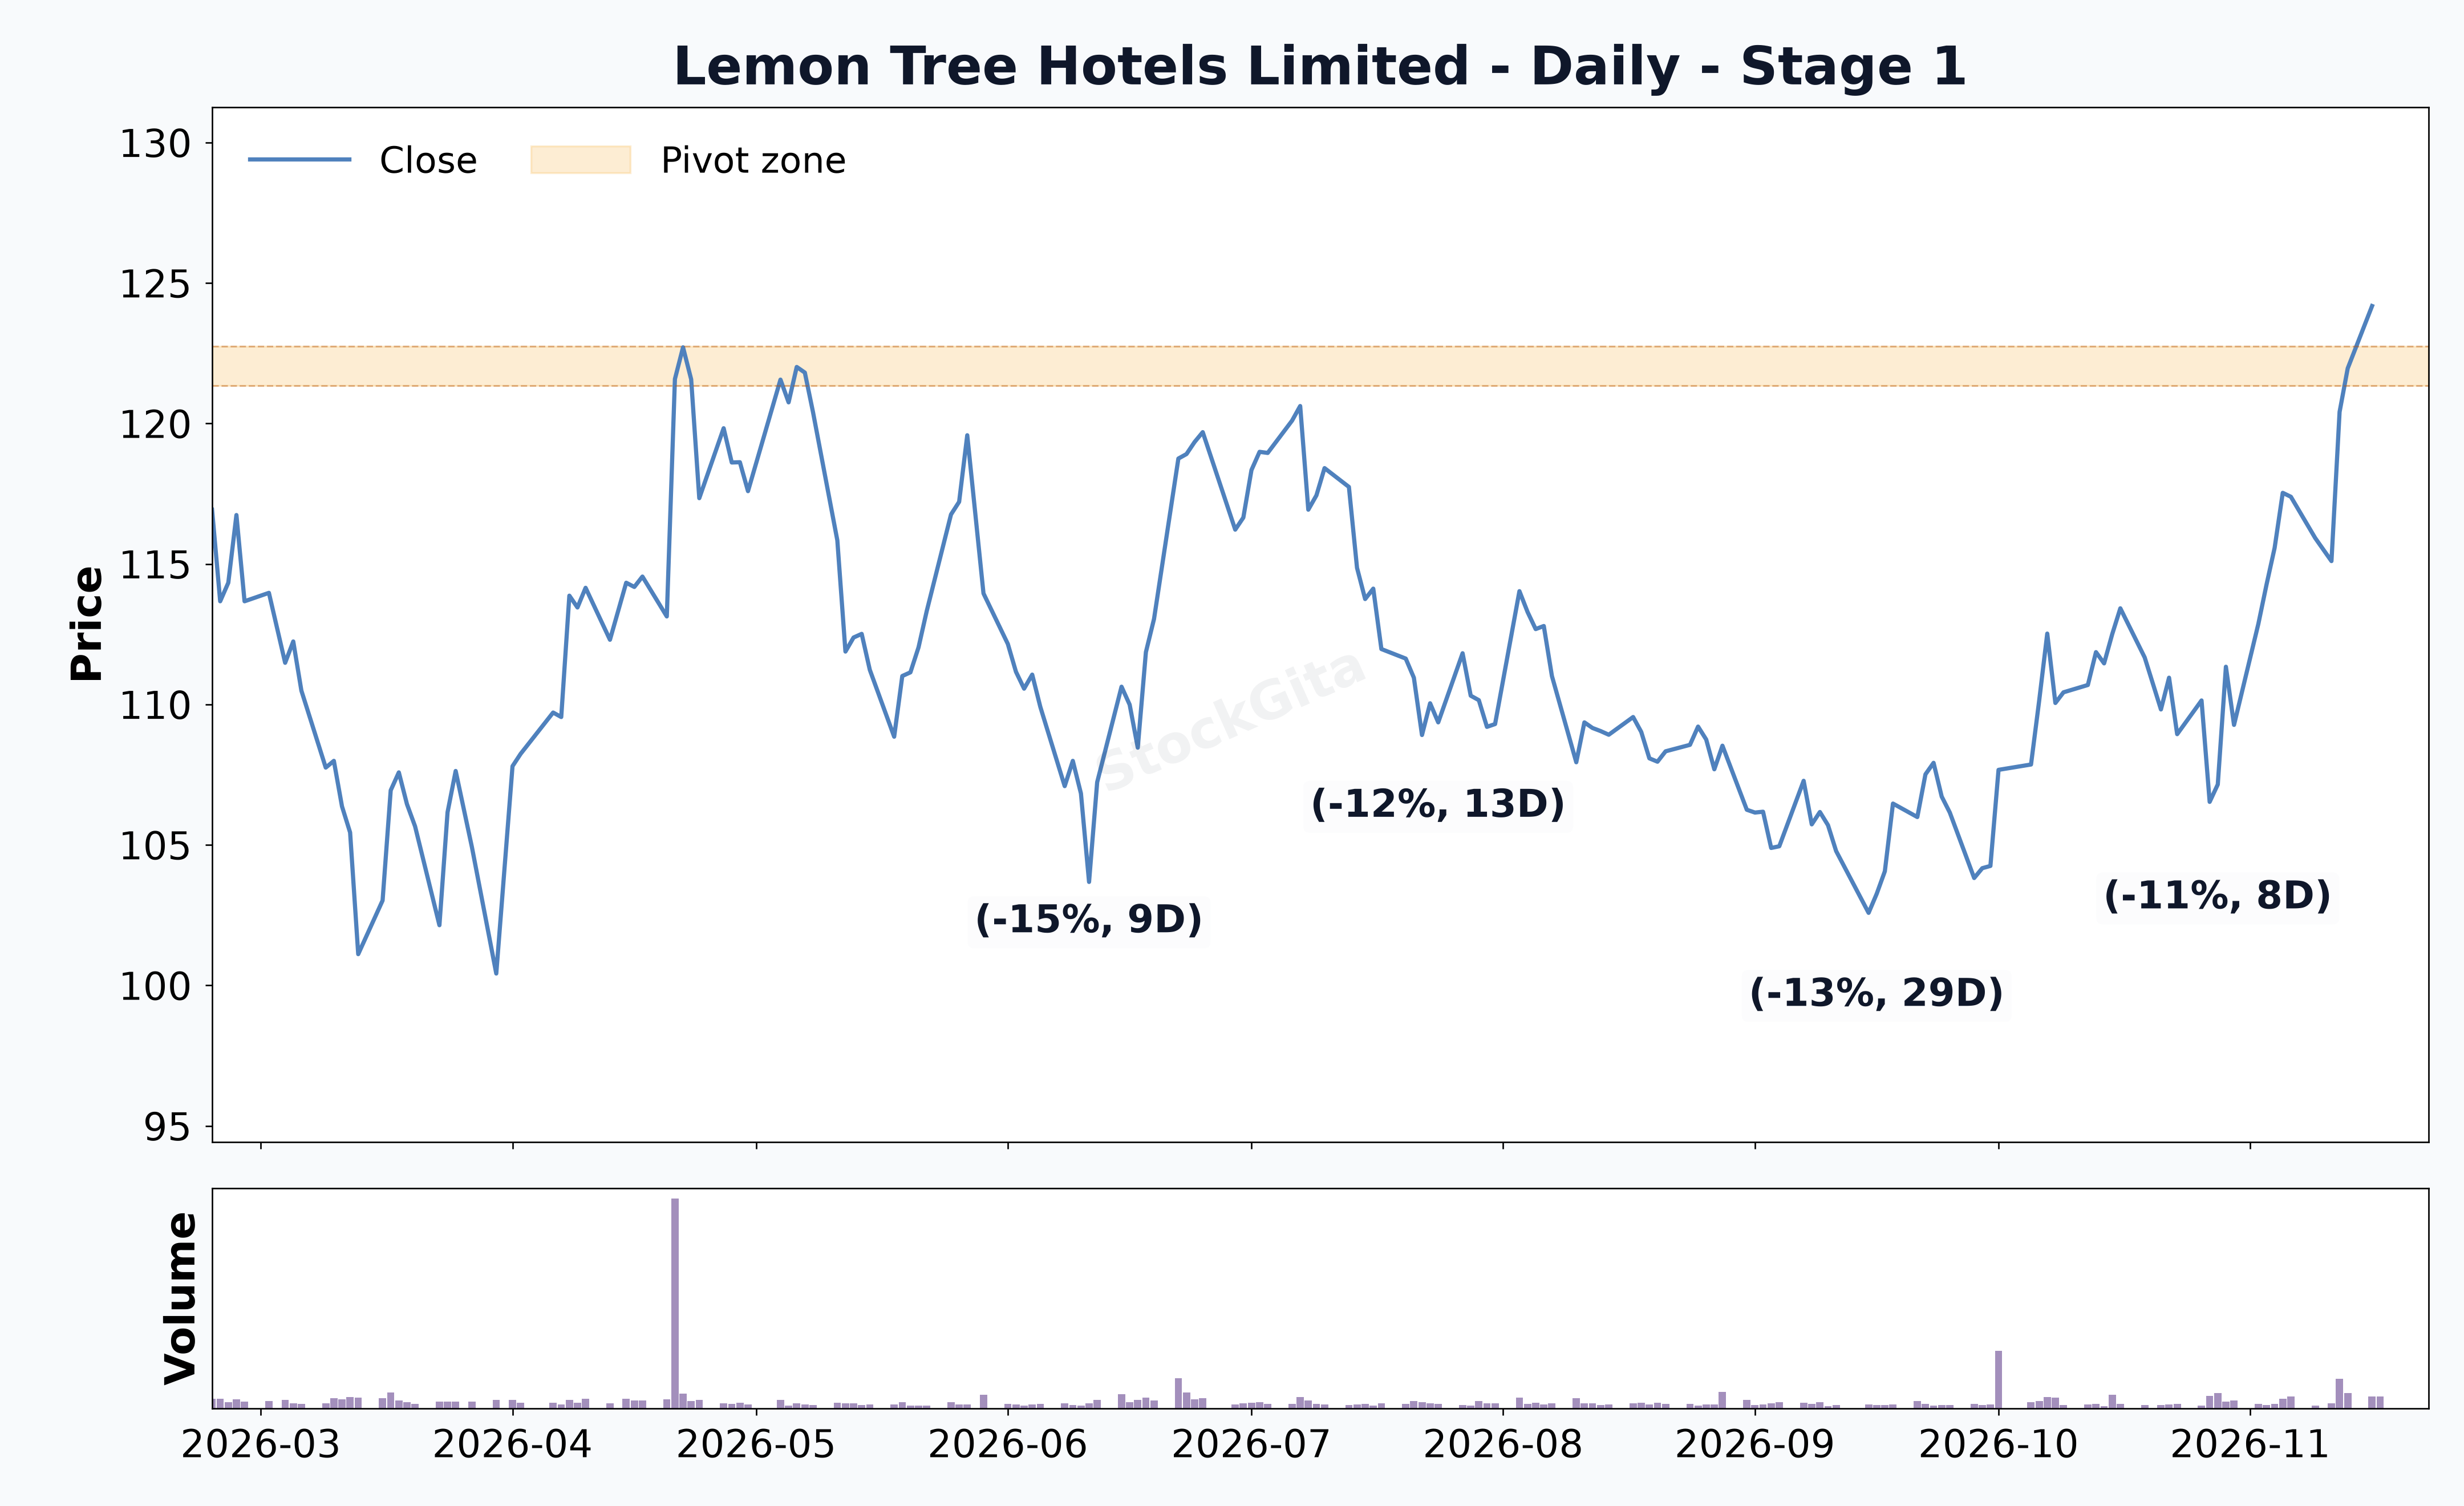 Lemon Tree Hotels Limited - Daily - Stage 1
Close
Pivot zone
130
125
120
115
110
105
100
95
Price
StockGita
(-12%, 13D)
(-15%, 9D)
(-11%, 8D)
(-13%, 29D)
Volume
2026-03
2026-04
2026-05
2026-06
2026-07
2026-08
2026-09
2026-10
2026-11